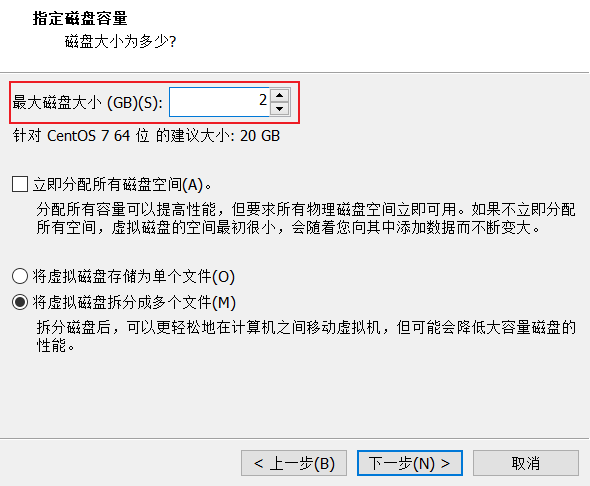 指定磁盘容量
磁盘大小为多少?
最大磁盘大小 (GB)(S): 2
针对 CentOS 7 64 位 的建议大小: 20 GB
立即分配所有磁盘空间(A)。
分配所有容量可以提高性能，但要求所有物理磁盘空间立即可用。如果不立即分配
所有空间，虚拟磁盘的空间最初很小，会随着您向其中添加数据而不断变大。
将虚拟磁盘存储为单个文件(O)
将虚拟磁盘拆分成多个文件(M)
拆分磁盘后，可以更轻松地在计算机之间移动虚拟机，但可能会降低大容量磁盘的
性能。
< 上一步(B) 下一步(N) > 取消